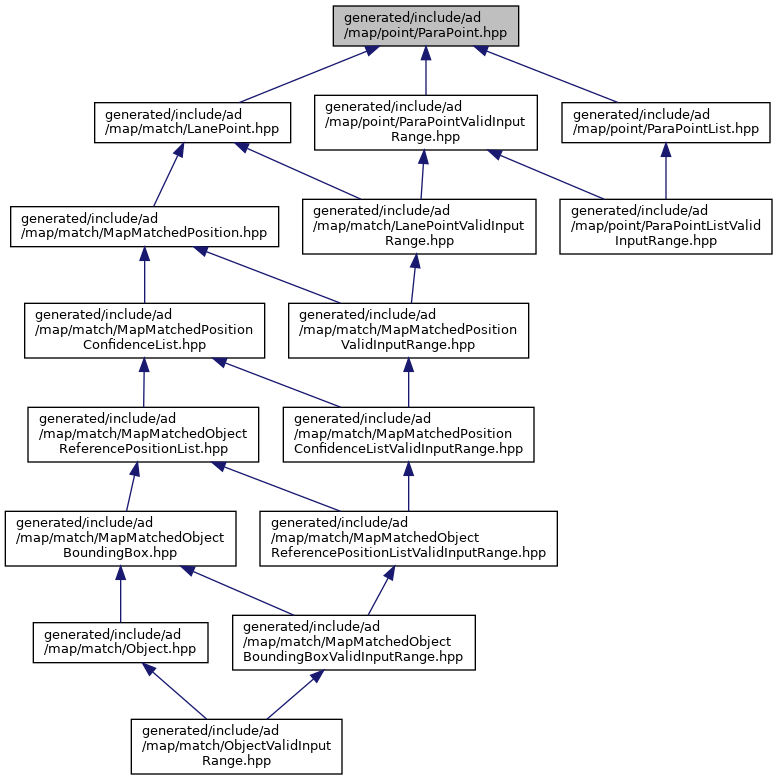 generated/include/ad
/map/point/ParaPoint.hpp
generated/include/ad
/map/match/LanePoint.hpp
generated/include/ad
/map/point/ParaPointValidInput
Range.hpp
generated/include/ad
/map/point/ParaPointList.hpp
generated/include/ad
/map/match/MapMatchedPosition.hpp
generated/include/ad
/map/match/LanePointValidInput
Range.hpp
generated/include/ad
/map/point/ParaPointListValid
InputRange.hpp
generated/include/ad
/map/match/MapMatchedPosition
ConfidenceList.hpp
generated/include/ad
/map/match/MapMatchedPosition
ValidInputRange.hpp
generated/include/ad
/map/match/MapMatchedObject
ReferencePositionList.hpp
generated/include/ad
/map/match/MapMatchedPosition
ConfidenceListValidInputRange.hpp
generated/include/ad
/map/match/MapMatchedObject
BoundingBox.hpp
generated/include/ad
/map/match/MapMatchedObject
ReferencePositionListValidInputRange.hpp
generated/include/ad
/map/match/Object.hpp
generated/include/ad
/map/match/MapMatchedObject
BoundingBoxValidInputRange.hpp
generated/include/ad
/map/match/ObjectValidInput
Range.hpp